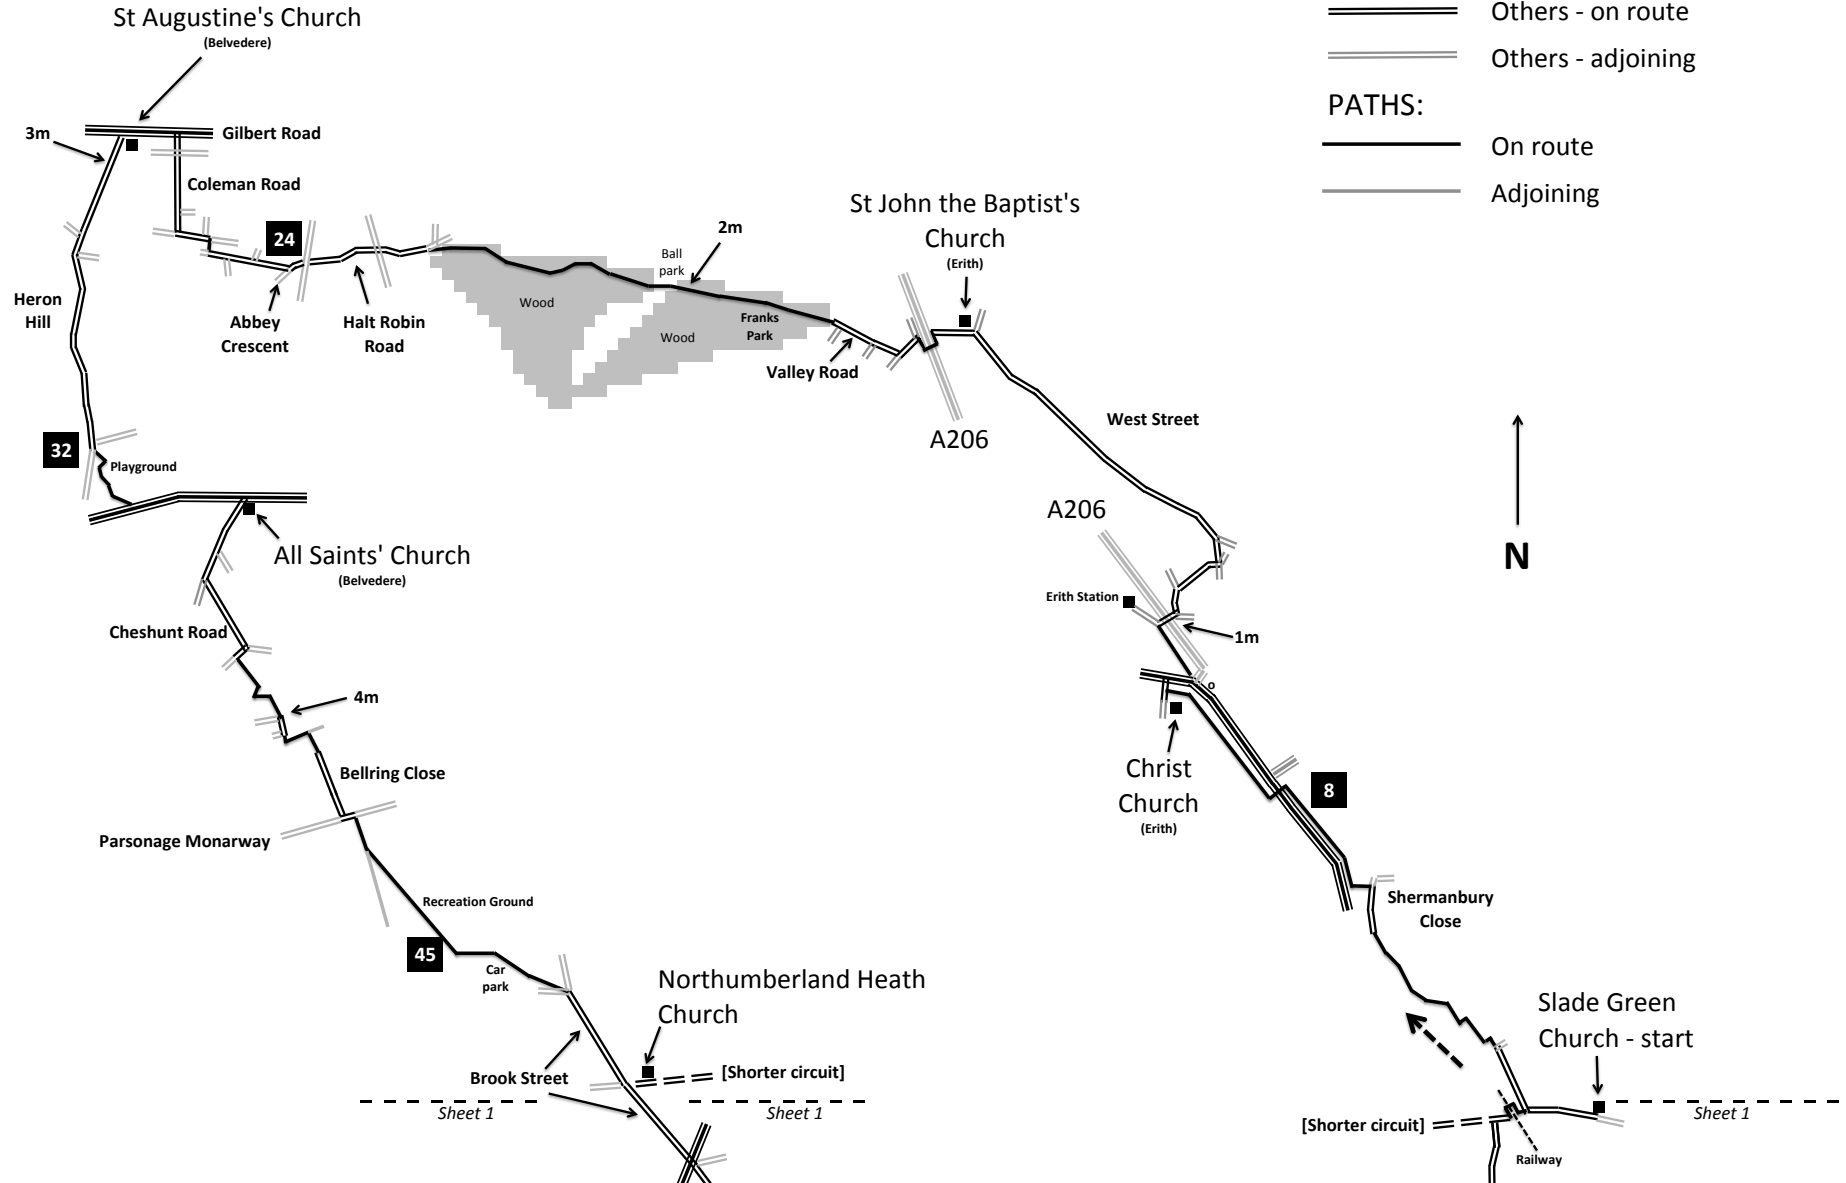 St Augustine's Church
(Belvedere)
Others - on route
Others - adjoining
PATHS:
On route
Adjoining
3m
Gilbert Road
Coleman Road
24
St John the Baptist's
Church
(Erith)
2m
Ball
park
Wood
Wood
Franks
Park
Heron
Hill
Abbey
Crescent
Halt Robin
Road
Valley Road
A206
West Street
32
Playground
A206
N
All Saints' Church
(Belvedere)
Erith Station
1m
Cheshunt Road
4m
o
Bellring Close
Christ
Church
(Erith)
8
Parsonage Monarway
Recreation Ground
Shermanbury
Close
45
Car
park
Northumberland Heath
Church
Slade Green
Church - start
Brook Street
[Shorter circuit]
Sheet 1
Sheet 1
Sheet 1
[Shorter circuit]
Railway